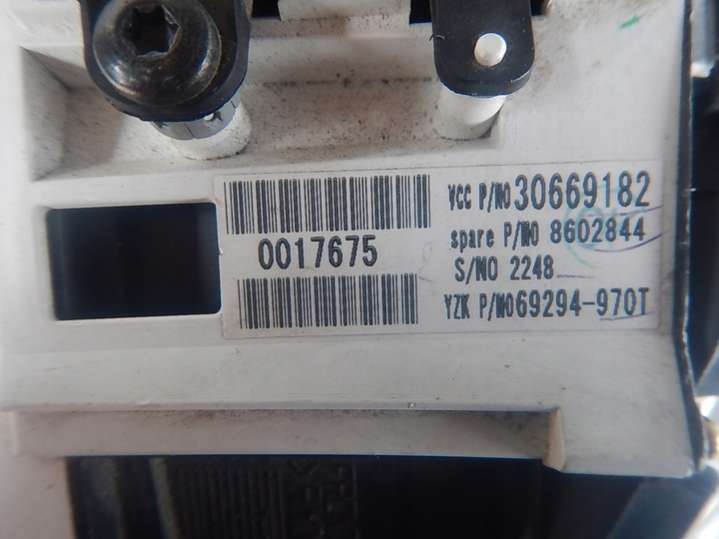 VCC P/NO 30669182
0017675
spare P/NO 8602844
S/NO 2248
YZK P/NO69294-970T